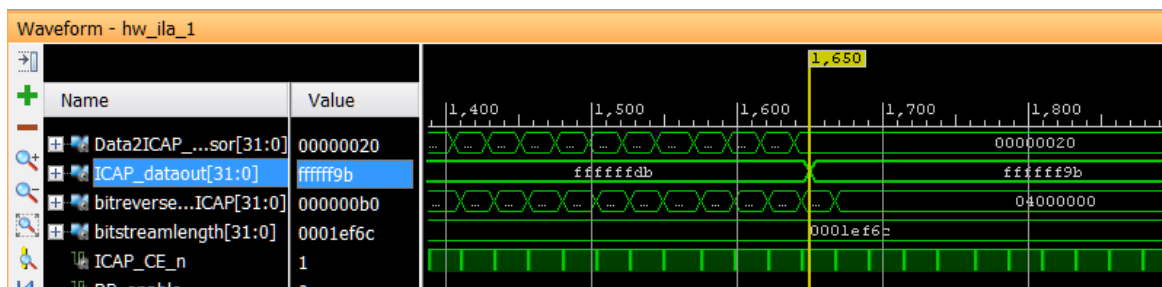 Waveform - hw_ila_1
1,650
Name Value
1,400 1,500 1,600 1,700 1,800
Data2ICAP_...sor[31:0] 00000020 ... ... ... ... ... ... ... ... ... ... 00000020
ICAP_dataout[31:0] ffffff9b ffffffdb ffffff9b
bitreverse...ICAP[31:0] 000000b0 ... ... ... ... ... ... ... ... ... ... ... 04000000
bitstreamlength[31:0] 0001ef6c 0001ef6c
ICAP_CE_n 1